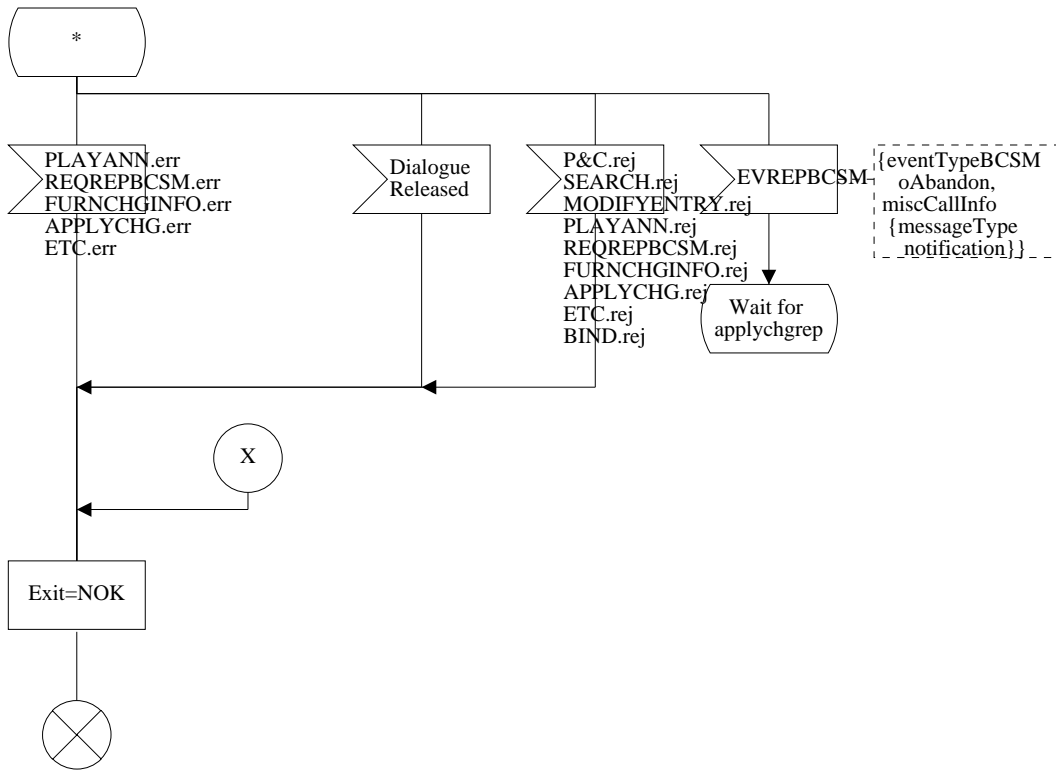 *
PLAYANN.err
REQREPBCSM.err
FURNCHGINFO.err
APPLYCHG.err
ETC.err
Dialogue
Released
P&C.rej
SEARCH.rej
MODIFYENTRY.rej
PLAYANN.rej
REQREPBCSM.rej
FURNCHGINFO.rej
APPLYCHG.rej
ETC.rej
BIND.rej
EVREPBCSM
{eventTypeBCSM
oAbandon,
miscCallInfo
{messageType
notification}}
Wait for
applychgrep
X
Exit=NOK